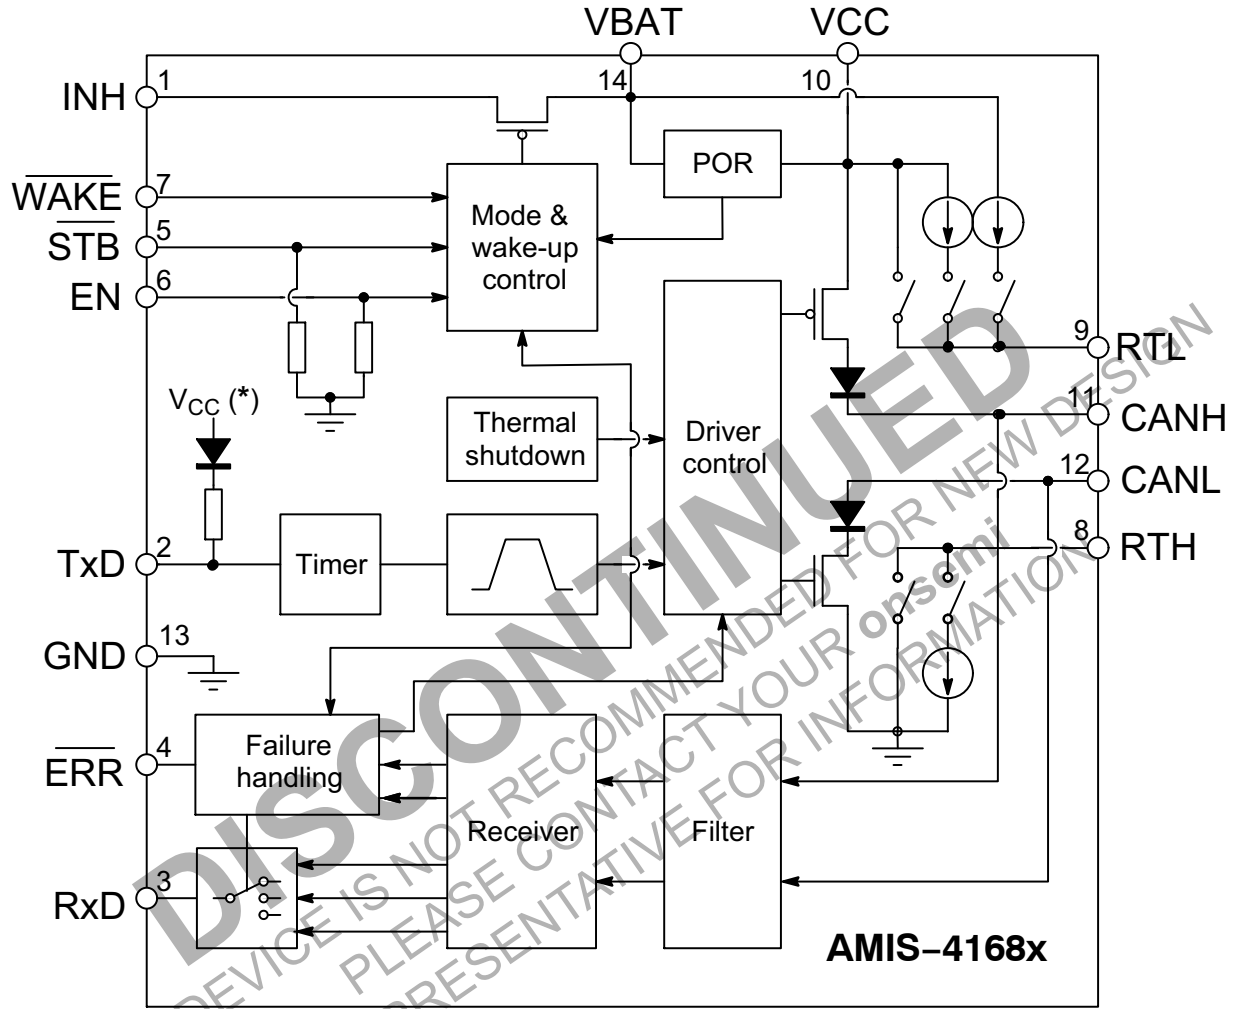 VBAT
VCC
INH
1
14
10
WAKE
7
POR
STB
5
Mode &
wake-up
control
EN
6
9
RTL
VCC (*)
Thermal
shutdown
Driver
control
11
CANH
12
CANL
TxD
2
Timer
8
RTH
GND
13
ERR
4
Failure
handling
Receiver
Filter
RxD
3
AMIS-4168x
DISCONTINUED
DEVICE IS NOT RECOMMENDED FOR NEW DESIGN
PLEASE CONTACT YOUR onsemi
PRESENTATIVE FOR INFORMATION